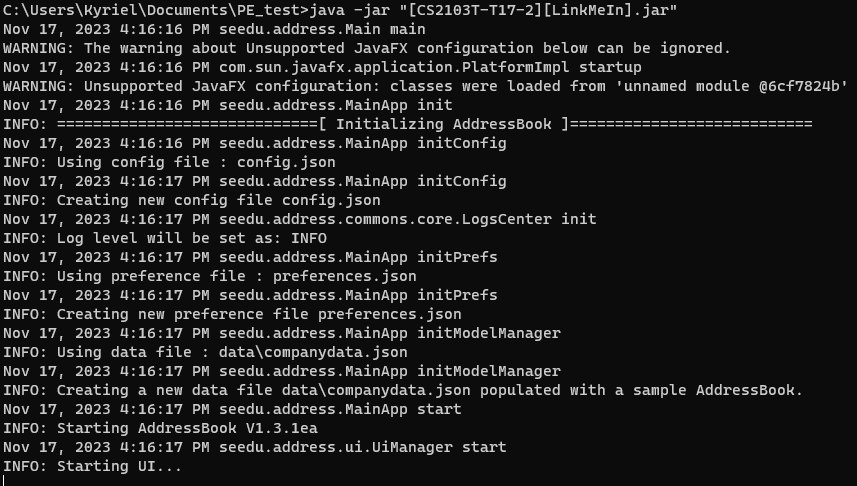 C:\Users\Kyriel\Documents\PE_test>java -jar "[CS2103T-T17-2][LinkMeIn].jar"
Nov 17, 2023 4:16:16 PM seedu.address.Main main
WARNING: The warning about Unsupported JavaFX configuration below can be ignored.
Nov 17, 2023 4:16:16 PM com.sun.javafx.application.PlatformImpl startup
WARNING: Unsupported JavaFX configuration: classes were loaded from 'unnamed module @6cf7824b'
Nov 17, 2023 4:16:16 PM seedu.address.MainApp init
INFO: =============================[ Initializing AddressBook ]===========================
Nov 17, 2023 4:16:16 PM seedu.address.MainApp initConfig
INFO: Using config file : config.json
Nov 17, 2023 4:16:17 PM seedu.address.MainApp initConfig
INFO: Creating new config file config.json
Nov 17, 2023 4:16:17 PM seedu.address.commons.core.LogsCenter init
INFO: Log level will be set as: INFO
Nov 17, 2023 4:16:17 PM seedu.address.MainApp initPrefs
INFO: Using preference file : preferences.json
Nov 17, 2023 4:16:17 PM seedu.address.MainApp initPrefs
INFO: Creating new preference file preferences.json
Nov 17, 2023 4:16:17 PM seedu.address.MainApp initModelManager
INFO: Using data file : data\companydata.json
Nov 17, 2023 4:16:17 PM seedu.address.MainApp initModelManager
INFO: Creating a new data file data\companydata.json populated with a sample AddressBook.
Nov 17, 2023 4:16:17 PM seedu.address.MainApp start
INFO: Starting AddressBook V1.3.1ea
Nov 17, 2023 4:16:17 PM seedu.address.ui.UiManager start
INFO: Starting UI...